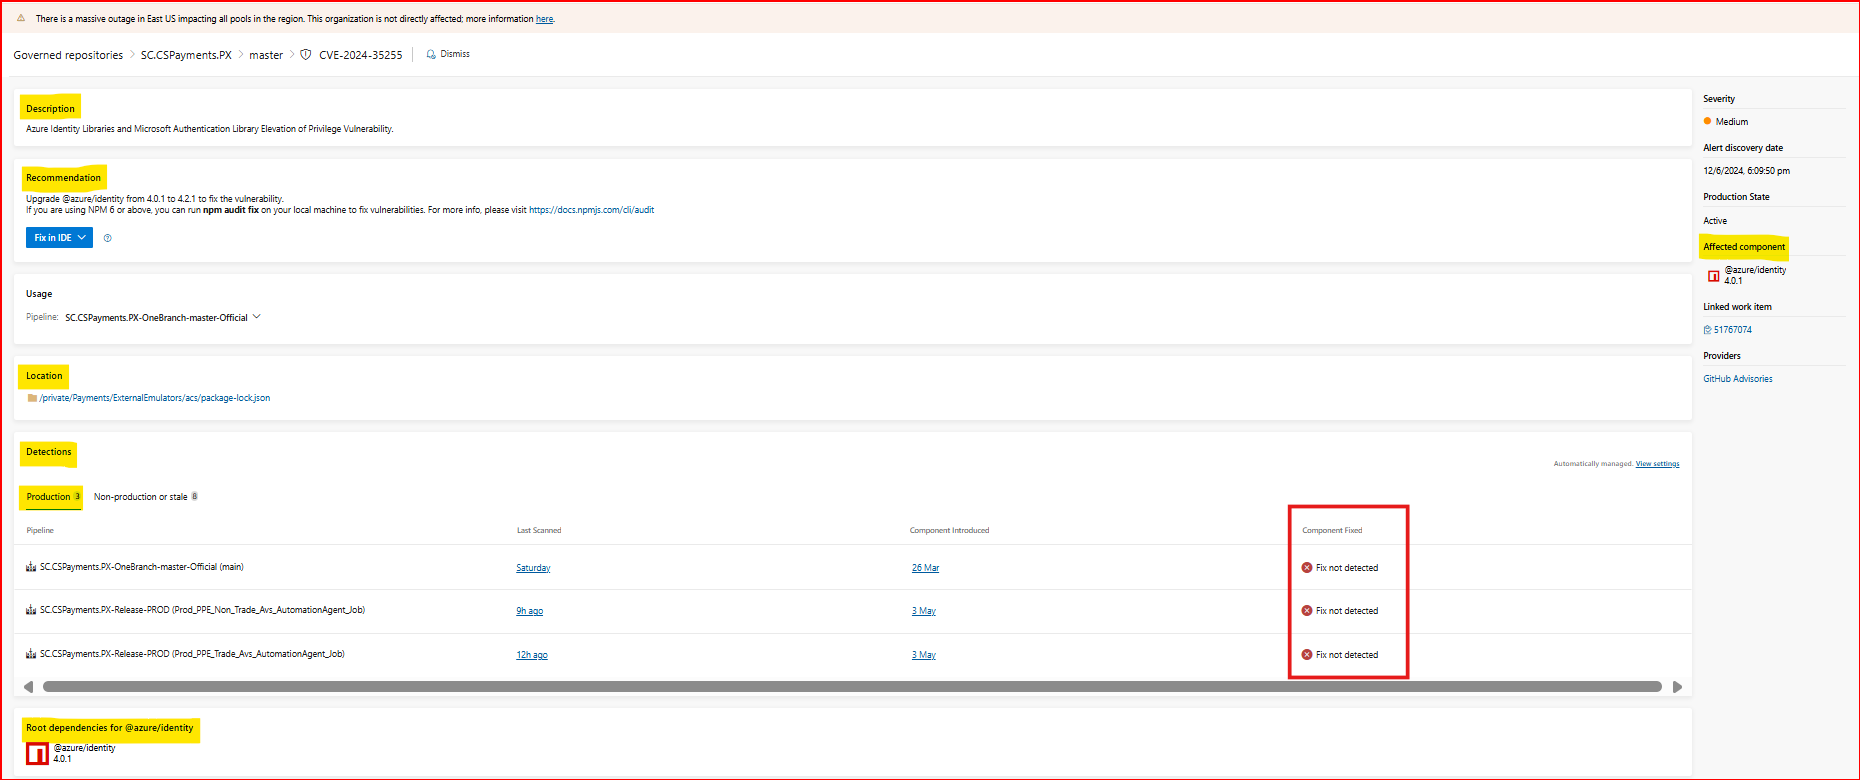 There is a massive outage in East US impacting all pools in the region. This organization is not directly affected; more information here.
Governed repositories > SC.CSPayments.PX > master > CVE-2024-35255 Dismiss
Description
Azure Identity Libraries and Microsoft Authentication Library Elevation of Privilege Vulnerability.
Recommendation
Upgrade @azure/identity from 4.0.1 to 4.2.1 to fix the vulnerability.
If you are using NPM 6 or above, you can run npm audit fix on your local machine to fix vulnerabilities. For more info, please visit https://docs.npmjs.com/cli/audit
Fix in IDE
Usage
Pipeline: SC.CSPayments.PX-OneBranch-master-Official
Location
/private/Payments/ExternalEmulators/acs/package-lock.json
Detections
Automatically managed. View settings
Production 3 Non-production or stale 8
Pipeline Last Scanned Component Introduced Component Fixed
SC.CSPayments.PX-OneBranch-master-Official (main) Saturday 26 Mar Fix not detected
SC.CSPayments.PX-Release-PROD (Prod_PPE_Non_Trade_Avs_AutomationAgent_Job) 9h ago 3 May Fix not detected
SC.CSPayments.PX-Release-PROD (Prod_PPE_Trade_Avs_AutomationAgent_Job) 12h ago 3 May Fix not detected
Root dependencies for @azure/identity
@azure/identity
4.0.1
Severity
Medium
Alert discovery date
12/6/2024, 6:09:50 pm
Production State
Active
Affected component
@azure/identity
4.0.1
Linked work item
51767074
Providers
GitHub Advisories